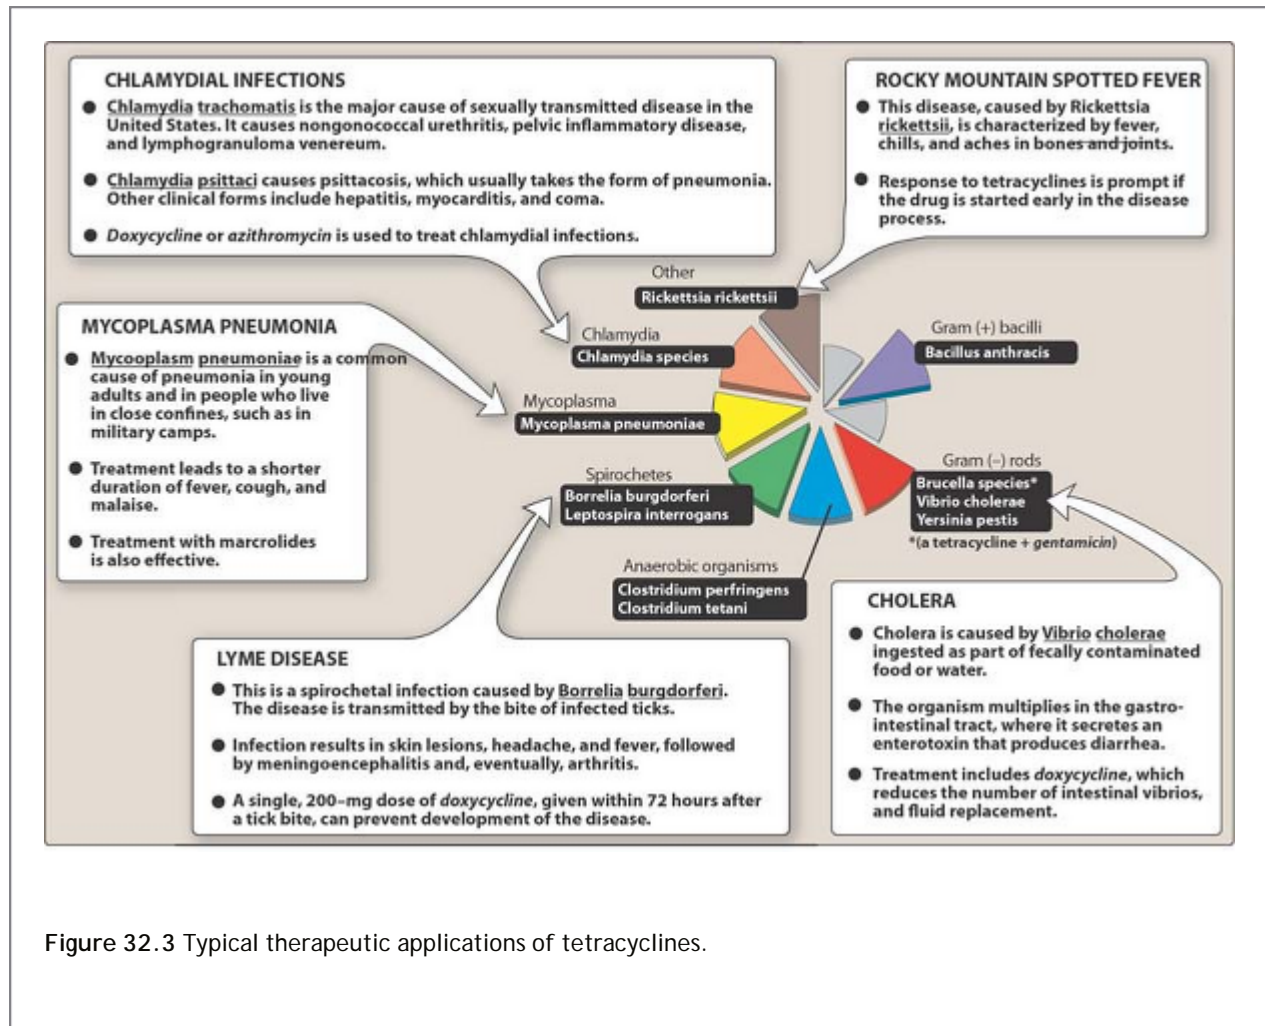 CHLAMYDIAL INFECTIONS
● Chlamydia trachomatis is the major cause of sexually transmitted disease in the
United States. It causes nongonococcal urethritis, pelvic inflammatory disease,
and lymphogranuloma venereum.
● Chlamydia psittaci causes psittacosis, which usually takes the form of pneumonia.
Other clinical forms include hepatitis, myocarditis, and coma.
● Doxycycline or azithromycin is used to treat chlamydial infections.
ROCKY MOUNTAIN SPOTTED FEVER
● This disease, caused by Rickettsia
rickettsii, is characterized by fever,
chills, and aches in bones and joints.
● Response to tetracyclines is prompt if
the drug is started early in the disease
process.
Other
Rickettsia rickettsii
Chlamydia
Chlamydia species
Gram (+) bacilli
Bacillus anthracis
MYCOPLASMA PNEUMONIA
● Mycooplasm pneumoniae is a common
cause of pneumonia in young
adults and in people who live
in close confines, such as in
military camps.
● Treatment leads to a shorter
duration of fever, cough, and
malaise.
● Treatment with marcrolides
is also effective.
Mycoplasma
Mycoplasma pneumoniae
Spirochetes
Borrelia burgdorferi
Leptospira interrogans
Gram (–) rods
Brucella species*
Vibrio cholerae
Yersinia pestis
*(a tetracycline + gentamicin)
Anaerobic organisms
Clostridium perfringens
Clostridium tetani
LYME DISEASE
● This is a spirochetal infection caused by Borrelia burgdorferi.
The disease is transmitted by the bite of infected ticks.
● Infection results in skin lesions, headache, and fever, followed
by meningoencephalitis and, eventually, arthritis.
● A single, 200–mg dose of doxycycline, given within 72 hours after
a tick bite, can prevent development of the disease.
CHOLERA
● Cholera is caused by Vibrio cholerae
ingested as part of fecally contaminated
food or water.
● The organism multiplies in the gastro-
intestinal tract, where it secretes an
enterotoxin that produces diarrhea.
● Treatment includes doxycycline, which
reduces the number of intestinal vibrios,
and fluid replacement.
Figure 32.3 Typical therapeutic applications of tetracyclines.